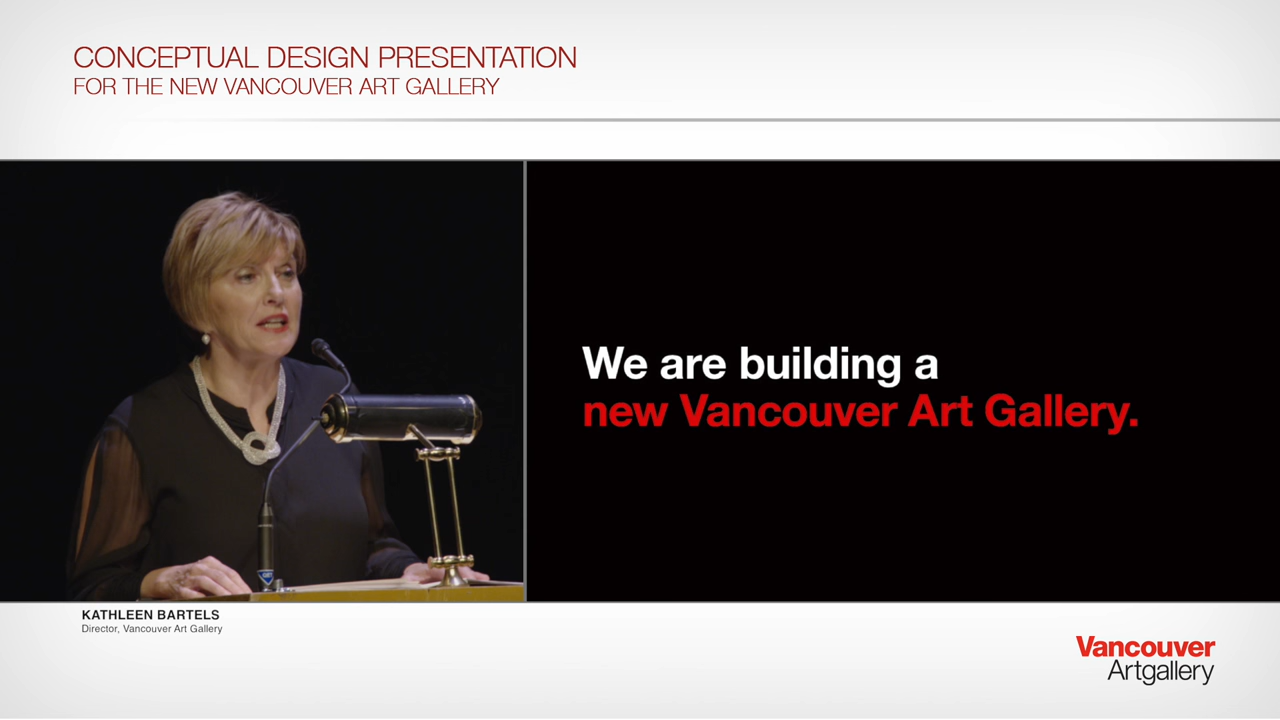 CONCEPTUAL DESIGN PRESENTATION
FOR THE NEW VANCOUVER ART GALLERY
We are building a
new Vancouver Art Gallery.
KATHLEEN BARTELS
Director, Vancouver Art Gallery
Vancouver
Artgallery